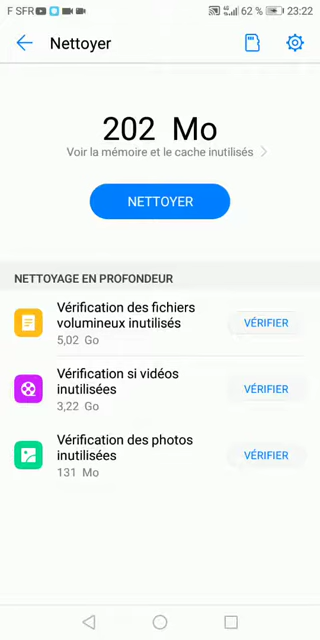 F SFR 62 % 23:22
Nettoyer
202 Mo
Voir la mémoire et le cache inutilisés
NETTOYER
NETTOYAGE EN PROFONDEUR
Vérification des fichiers
volumineux inutilisés
5,02 Go
VÉRIFIER
Vérification si vidéos
inutilisées
3,22 Go
VÉRIFIER
Vérification des photos
inutilisées
131 Mo
VÉRIFIER